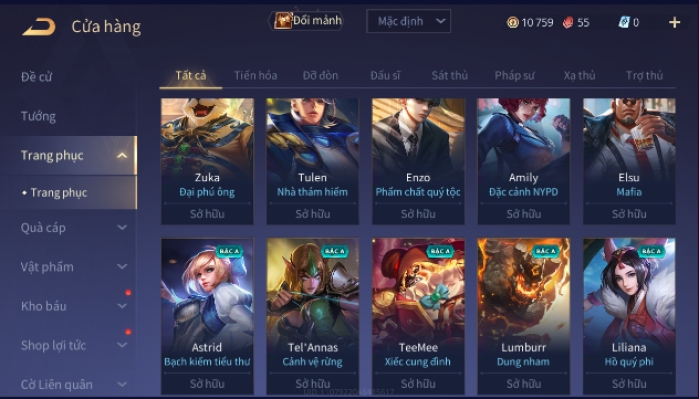 Cửa hàng
Đổi mảnh
Mặc định
10 759
55
0
Đề cử
Tướng
Trang phục
Trang phục
Quà cáp
Vật phẩm
Kho báu
Shop lợi tức
Cờ Liên quân
Tất cả Tiến hóa Đỡ đòn Đấu sĩ Sát thủ Pháp sư Xạ thủ Trợ thủ
Zuka
Đại phú ông
Sở hữu
Tulen
Nhà thám hiểm
Sở hữu
Enzo
Phẩm chất quý tộc
Sở hữu
Amily
Đặc cảnh NYPD
Sở hữu
Elsu
Mafia
Sở hữu
Astrid
Bạch kiếm tiểu thư
Sở hữu
BẬC A
Tel'Annas
Cảnh vệ rừng
Sở hữu
BẬC A
TeeMee
Xiếc cung đình
Sở hữu
BẬC A
Lumburr
Dung nham
Sở hữu
BẬC A
Liliana
Hồ quý phi
Sở hữu
BẬC A